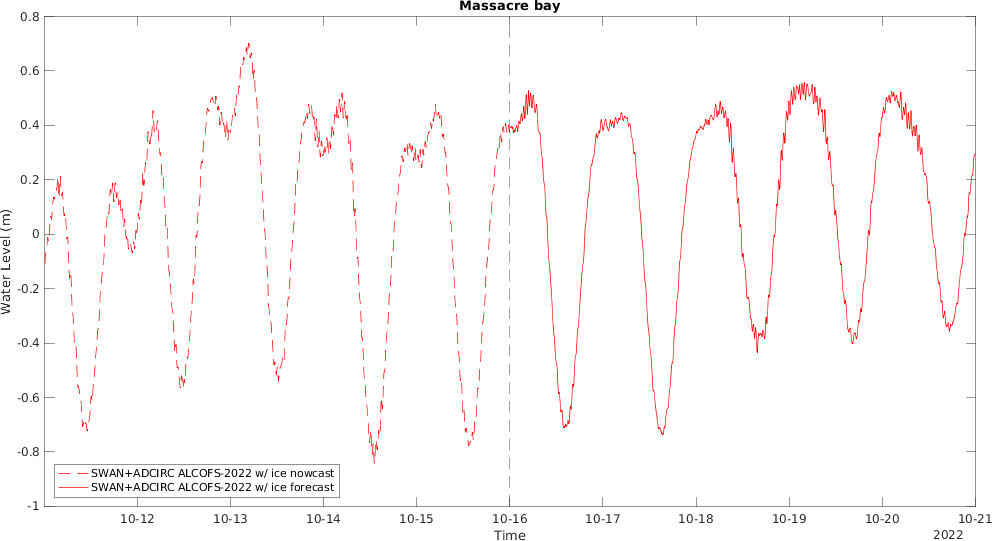 Massacre bay
0.8
0.6
0.4
0.2
0
-0.2
-0.4
-0.6
-0.8
-1
Water Level (m)
SWAN+ADCIRC ALCOFS-2022 w/ ice nowcast
SWAN+ADCIRC ALCOFS-2022 w/ ice forecast
10-12 10-13 10-14 10-15 10-16 10-17 10-18 10-19 10-20 10-21
Time
2022